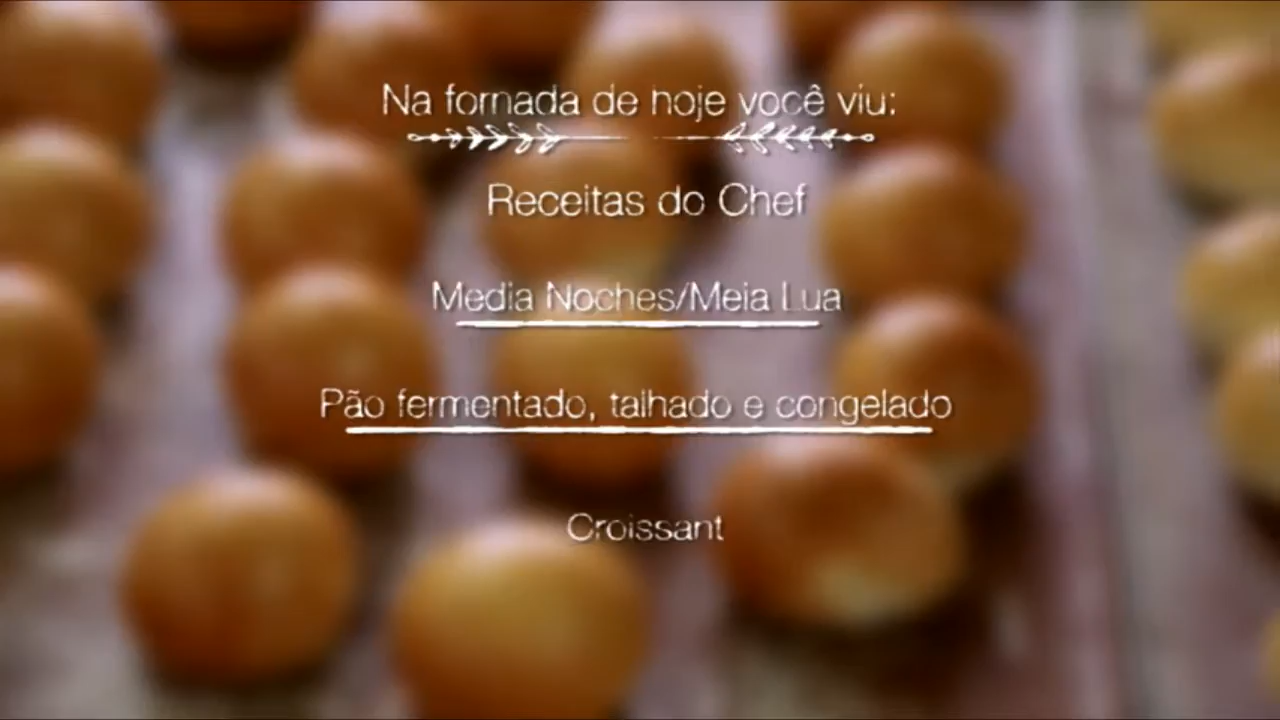 Na fornada de hoje você viu:
Receitas do Chef
Media Noches/Meia Lua
Pão fermentado, talhado e congelado
Croissant